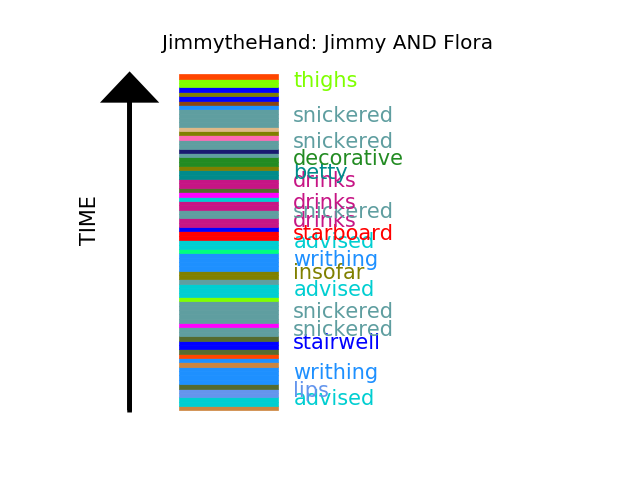 JimmytheHand: Jimmy AND Flora
thighs
snickered
snickered
decorative
betty
drinks
drinks
snickered
drinks
starboard
advised
writhing
insofar
advised
snickered
snickered
stairwell
writhing
lips
advised
TIME